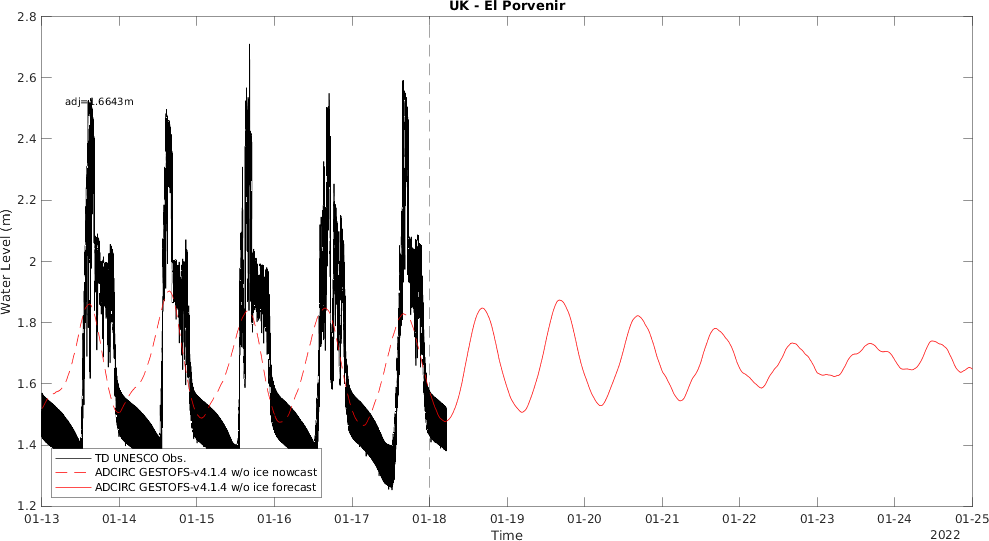 UK - El Porvenir
2.8
2.6
adj=1.6643m
2.4
2.2
2
1.8
1.6
1.4
1.2
Water Level (m)
TD UNESCO Obs.
ADCIRC GESTOFS-v4.1.4 w/o ice nowcast
ADCIRC GESTOFS-v4.1.4 w/o ice forecast
01-13 01-14 01-15 01-16 01-17 01-18 01-19 01-20 01-21 01-22 01-23 01-24 01-25
Time
2022